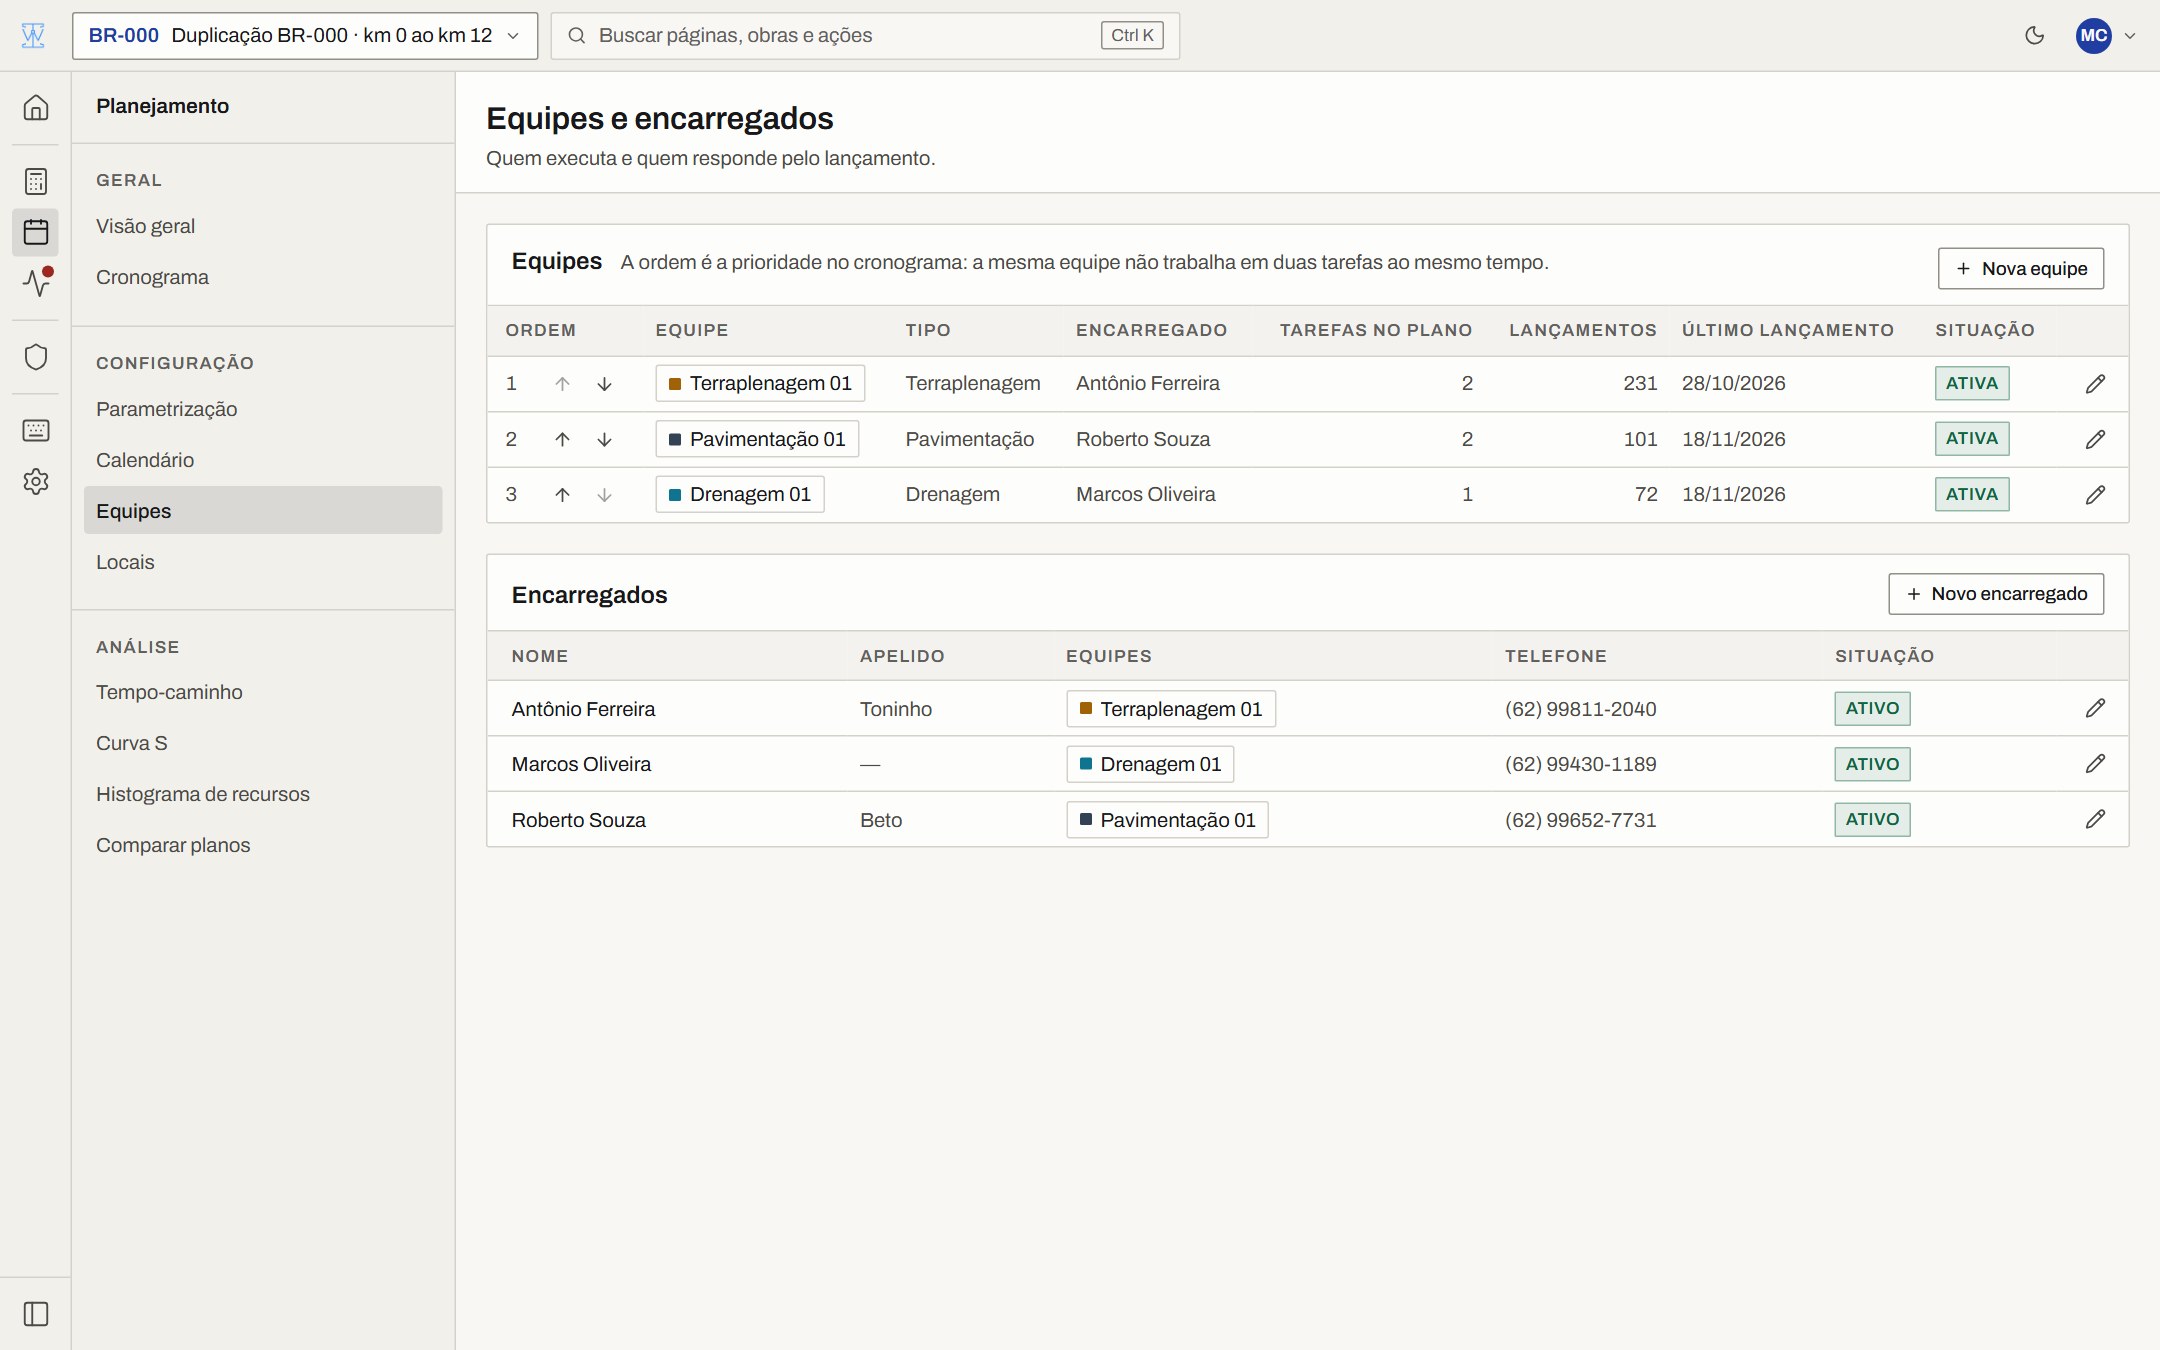 BR-000 Duplicação BR-000 · km 0 ao km 12
Buscar páginas, obras e ações Ctrl K
MC
Planejamento
GERAL
Visão geral
Cronograma
CONFIGURAÇÃO
Parametrização
Calendário
Equipes
Locais
ANÁLISE
Tempo-caminho
Curva S
Histograma de recursos
Comparar planos
Equipes e encarregados
Quem executa e quem responde pelo lançamento.
Equipes A ordem é a prioridade no cronograma: a mesma equipe não trabalha em duas tarefas ao mesmo tempo.
+ Nova equipe
ORDEM EQUIPE TIPO ENCARREGADO TAREFAS NO PLANO LANÇAMENTOS ÚLTIMO LANÇAMENTO SITUAÇÃO
1 Terraplenagem 01 Terraplenagem Antônio Ferreira 2 231 28/10/2026 ATIVA
2 Pavimentação 01 Pavimentação Roberto Souza 2 101 18/11/2026 ATIVA
3 Drenagem 01 Drenagem Marcos Oliveira 1 72 18/11/2026 ATIVA
Encarregados
+ Novo encarregado
NOME APELIDO EQUIPES TELEFONE SITUAÇÃO
Antônio Ferreira Toninho Terraplenagem 01 (62) 99811-2040 ATIVO
Marcos Oliveira — Drenagem 01 (62) 99430-1189 ATIVO
Roberto Souza Beto Pavimentação 01 (62) 99652-7731 ATIVO